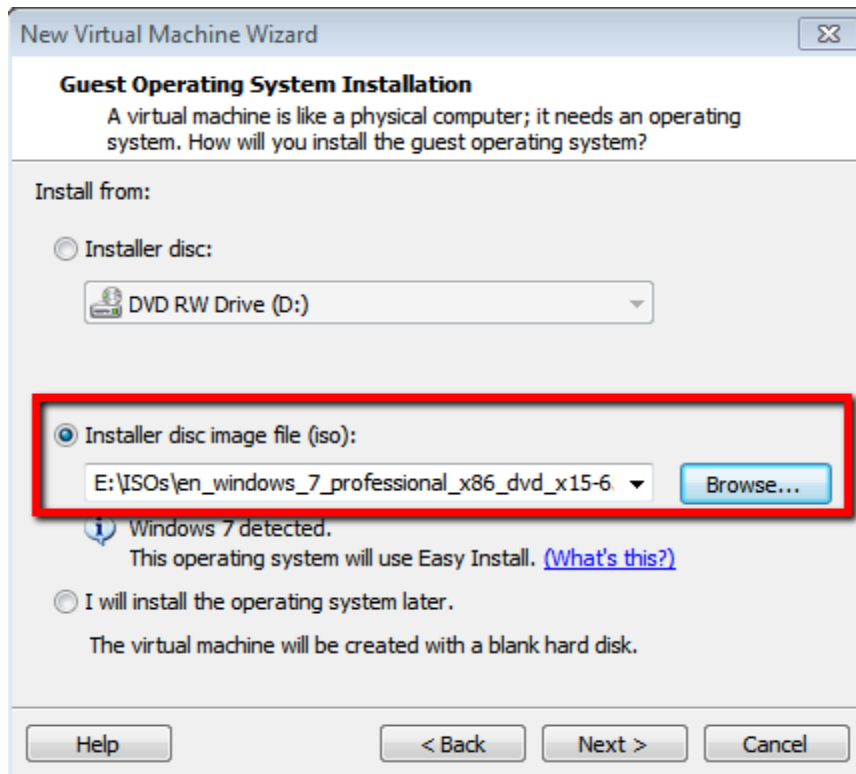 New Virtual Machine Wizard
Guest Operating System Installation
A virtual machine is like a physical computer; it needs an operating
system. How will you install the guest operating system?
Install from:
Installer disc:
DVD RW Drive (D:)
Installer disc image file (iso):
E:\ISOs\en_windows_7_professional_x86_dvd_x15-6
Browse...
Windows 7 detected.
This operating system will use Easy Install. (What's this?)
I will install the operating system later.
The virtual machine will be created with a blank hard disk.
Help
< Back
Next >
Cancel